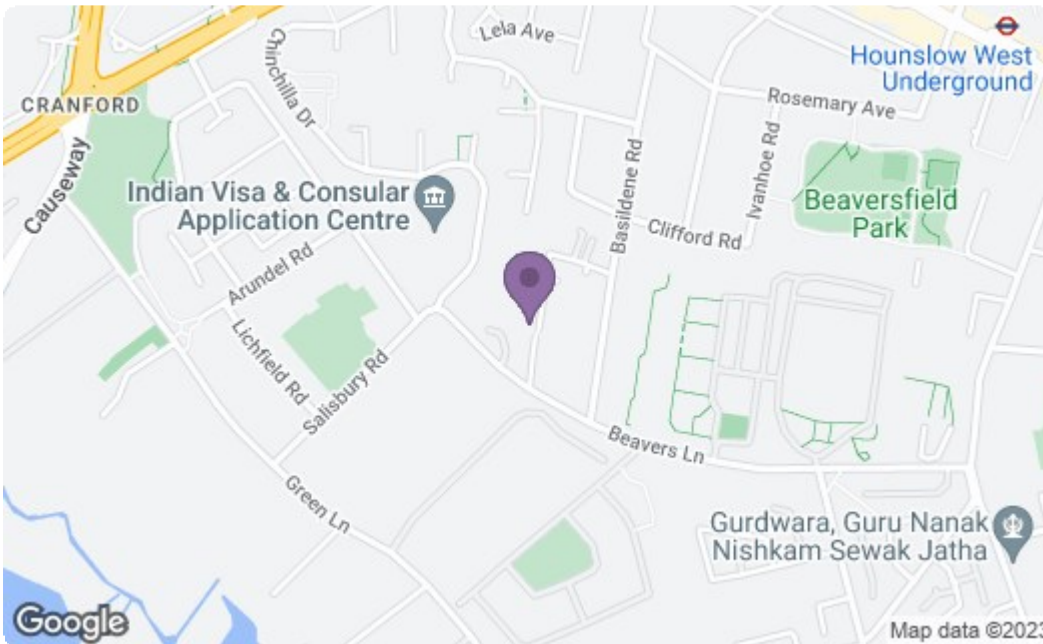 Lela Ave
Hounslow West
Underground
Chinchilla Dr
CRANFORD
Rosemary Ave
Causeway
Basildene Rd
Ivanhoe Rd
Indian Visa & Consular
Application Centre
Beaversfield
Park
Clifford Rd
Arundel Rd
Lichfield Rd
Salisbury Rd
Beavers Ln
Green Ln
Gurdwara, Guru Nanak
Nishkam Sewak Jatha
Google
Map data ©2023